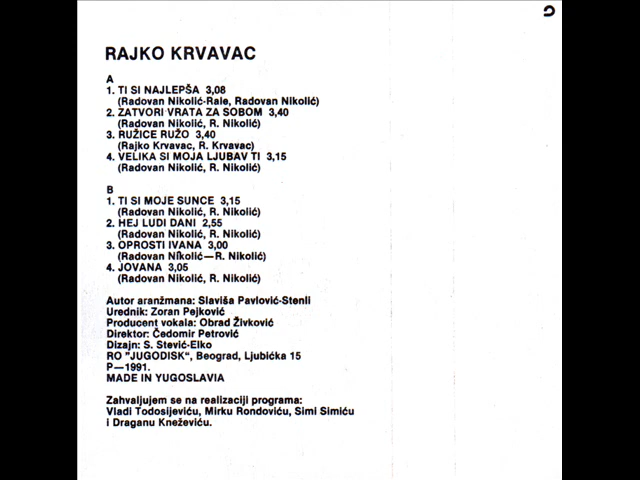 RAJKO KRVAVAC
A
1. TI SI NAJLEPŠA 3,08
(Radovan Nikolić-Rale, Radovan Nikolić)
2. ZATVORI VRATA ZA SOBOM 3,40
(Radovan Nikolić, R. Nikolić)
3. RUŽICE RUŽO 3,40
(Rajko Krvavac, R. Krvavac)
4. VELIKA SI MOJA LJUBAV TI 3,15
(Radovan Nikolić, R. Nikolić)
B
1. TI SI MOJE SUNCE 3,15
(Radovan Nikolić, R. Nikolić)
2. HEJ LUDI DANI 2,55
(Radovan Nikolić, R. Nikolić)
3. OPROSTI IVANA 3,00
(Radovan Nikolić—R. Nikolić)
4. JOVANA 3,05
(Radovan Nikolić, R. Nikolić)
Autor aranžmana: Slaviša Pavlović-Stenli
Urednik: Zoran Pejković
Producent vokala: Obrad Živković
Direktor: Čedomir Petrović
Dizajn: S. Stević-Elko
RO "JUGODISK“, Beograd, Ljubićka 15
P—1991.
MADE IN YUGOSLAVIA
Zahvaljujem se na realizaciji programa:
Vladi Todosijeviću, Mirku Rondoviću, Simi Simiću
i Draganu Kneževiću.